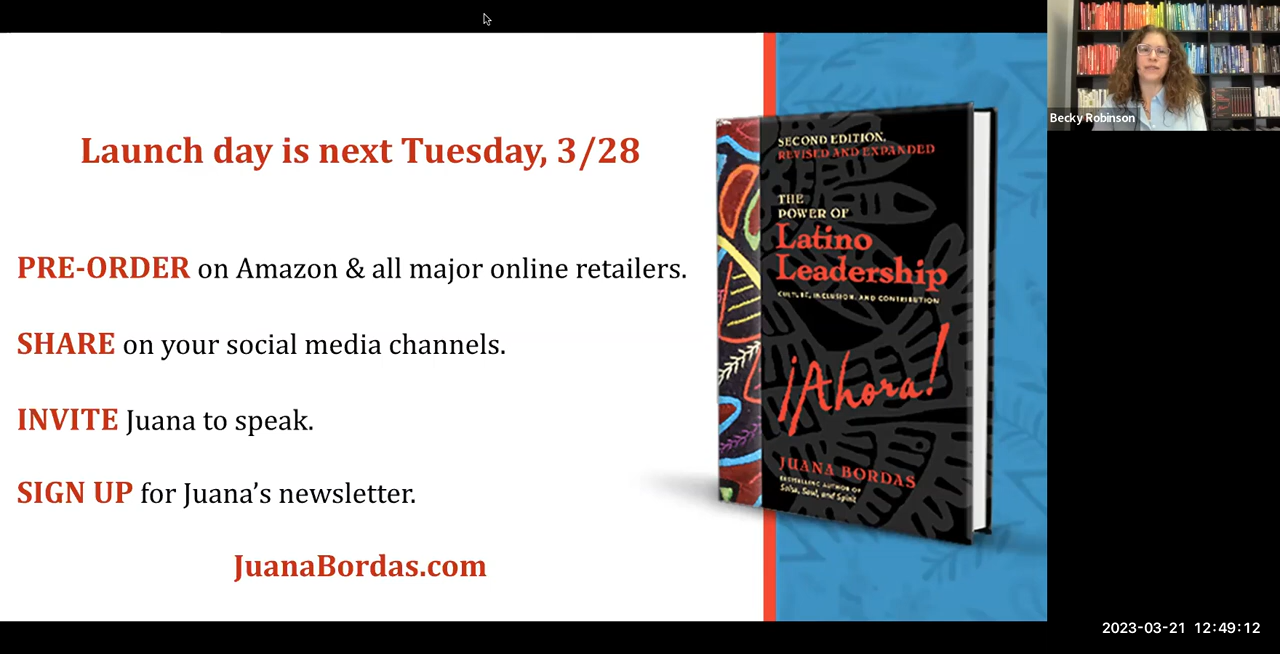 Launch day is next Tuesday, 3/28
PRE-ORDER on Amazon & all major online retailers.
SHARE on your social media channels.
INVITE Juana to speak.
SIGN UP for Juana’s newsletter.
JuanaBordas.com
SECOND EDITION,
REVISED AND EXPANDED
THE
POWER OF
Latino
Leadership
CULTURE, INCLUSION, AND CONTRIBUTION
¡Ahora!
JUANA BORDAS
BESTSELLING AUTHOR OF
Salsa, Soul, and Spirit
Becky Robinson
2023-03-21 12:49:12